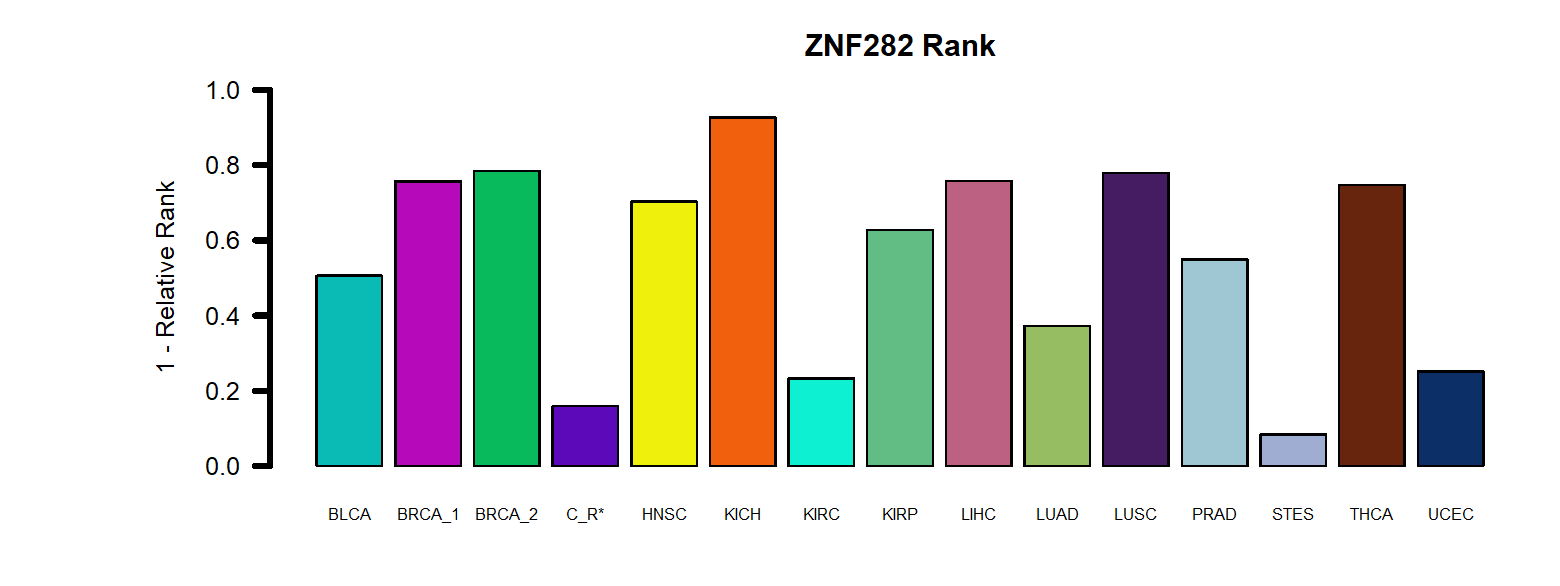 ZNF282 Rank
1 - Relative Rank
1.0
0.8
0.6
0.4
0.2
0.0
BLCA BRCA_1 BRCA_2 C_R* HNSC KICH KIRC KIRP LIHC LUAD LUSC PRAD STES THCA UCEC